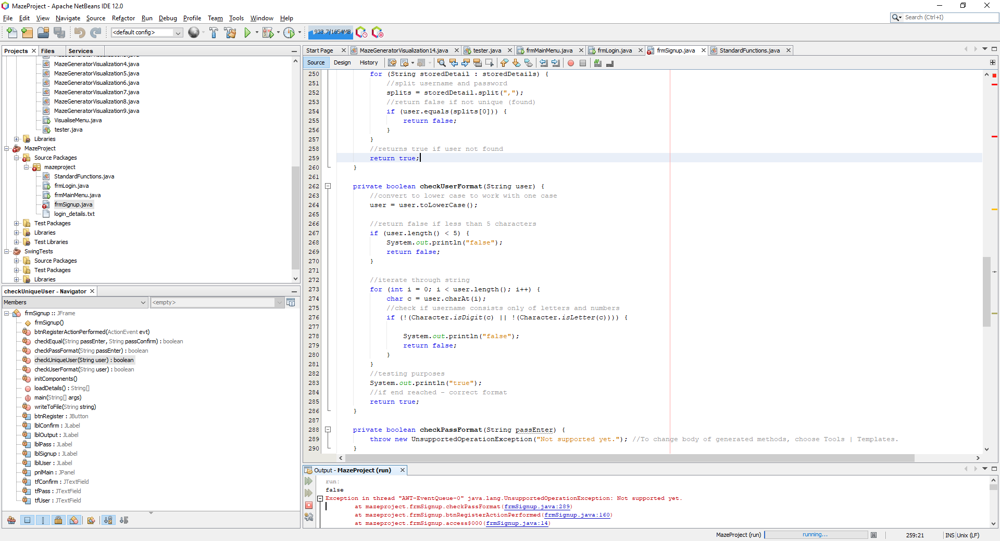 MazeProject - Apache NetBeans IDE 12.0
File Edit View Navigate Source Refactor Run Debug Profile Team Tools Window Help
Search (Ctrl+I)
<default config>
933.7/1654MB
Projects Files Services
MazeGeneratorVisualization4.java
MazeGeneratorVisualization5.java
MazeGeneratorVisualization6.java
MazeGeneratorVisualization7.java
MazeGeneratorVisualization8.java
MazeGeneratorVisualization9.java
VisualiseMenu.java
tester.java
Libraries
MazeProject
Source Packages
mazeproject
StandardFunctions.java
frmLogin.java
frmMainMenu.java
frmSignup.java
login_details.txt
Test Packages
Libraries
Test Libraries
SwingTests
Source Packages
Test Packages
Libraries
checkUniqueUser - Navigator
Members
<empty>
frmSignup :: JFrame
frmSignup()
btnRegisterActionPerformed(ActionEvent evt)
checkEqual(String passEnter, String passConfirm) : boolean
checkPassFormat(String passEnter) : boolean
checkUniqueUser(String user) : boolean
checkUserFormat(String user) : boolean
initComponents()
loadDetails() : String[]
main(String[] args)
writeToFile(String string)
btnRegister : JButton
lblConfirm : JLabel
lblOutput : JLabel
lblPass : JLabel
lblSignup : JLabel
lblUser : JLabel
pnlMain : JPanel
tfConfirm : JTextField
tfPass : JTextField
tfUser : JTextField
Start Page MazeGeneratorVisualization14.java tester.java frmMainMenu.java frmLogin.java frmSignup.java StandardFunctions.java
Source Design History
250 for (String storedDetail : storedDetails) {
251 //split username and password
252 splits = storedDetail.split(",");
253 //return false if not unique (found)
254 if (user.equals(splits[0])) {
255 return false;
256 }
257 }
258 //returns true if user not found
259 return true;
260 }
261
262 private boolean checkUserFormat(String user) {
263 //convert to lower case to work with one case
264 user = user.toLowerCase();
265
266 //return false if less than 5 characters
267 if (user.length() < 5) {
268 System.out.println("false");
269 return false;
270 }
271
272 //iterate through string
273 for (int i = 0; i < user.length(); i++) {
274 char c = user.charAt(i);
275 //check if username consists only of letters and numbers
276 if (!(Character.isDigit(c) || !(Character.isLetter(c)))) {
277
278 System.out.println("false");
279 return false;
280 }
281 }
282 //testing purposes
283 System.out.println("true");
284 //if end reached - correct format
285 return true;
286 }
287
288 private boolean checkPassFormat(String passEnter) {
289 throw new UnsupportedOperationException("Not supported yet."); //To change body of generated methods, choose Tools | Templates.
290 }
Output - MazeProject (run)
run:
false
Exception in thread "AWT-EventQueue-0" java.lang.UnsupportedOperationException: Not supported yet.
at mazeproject.frmSignup.checkPassFormat(frmSignup.java:289)
at mazeproject.frmSignup.btnRegisterActionPerformed(frmSignup.java:160)
at mazeproject.frmSignup.access$000(frmSignup.java:14)
MazeProject (run) running... 259:21 INS Unix (LF)